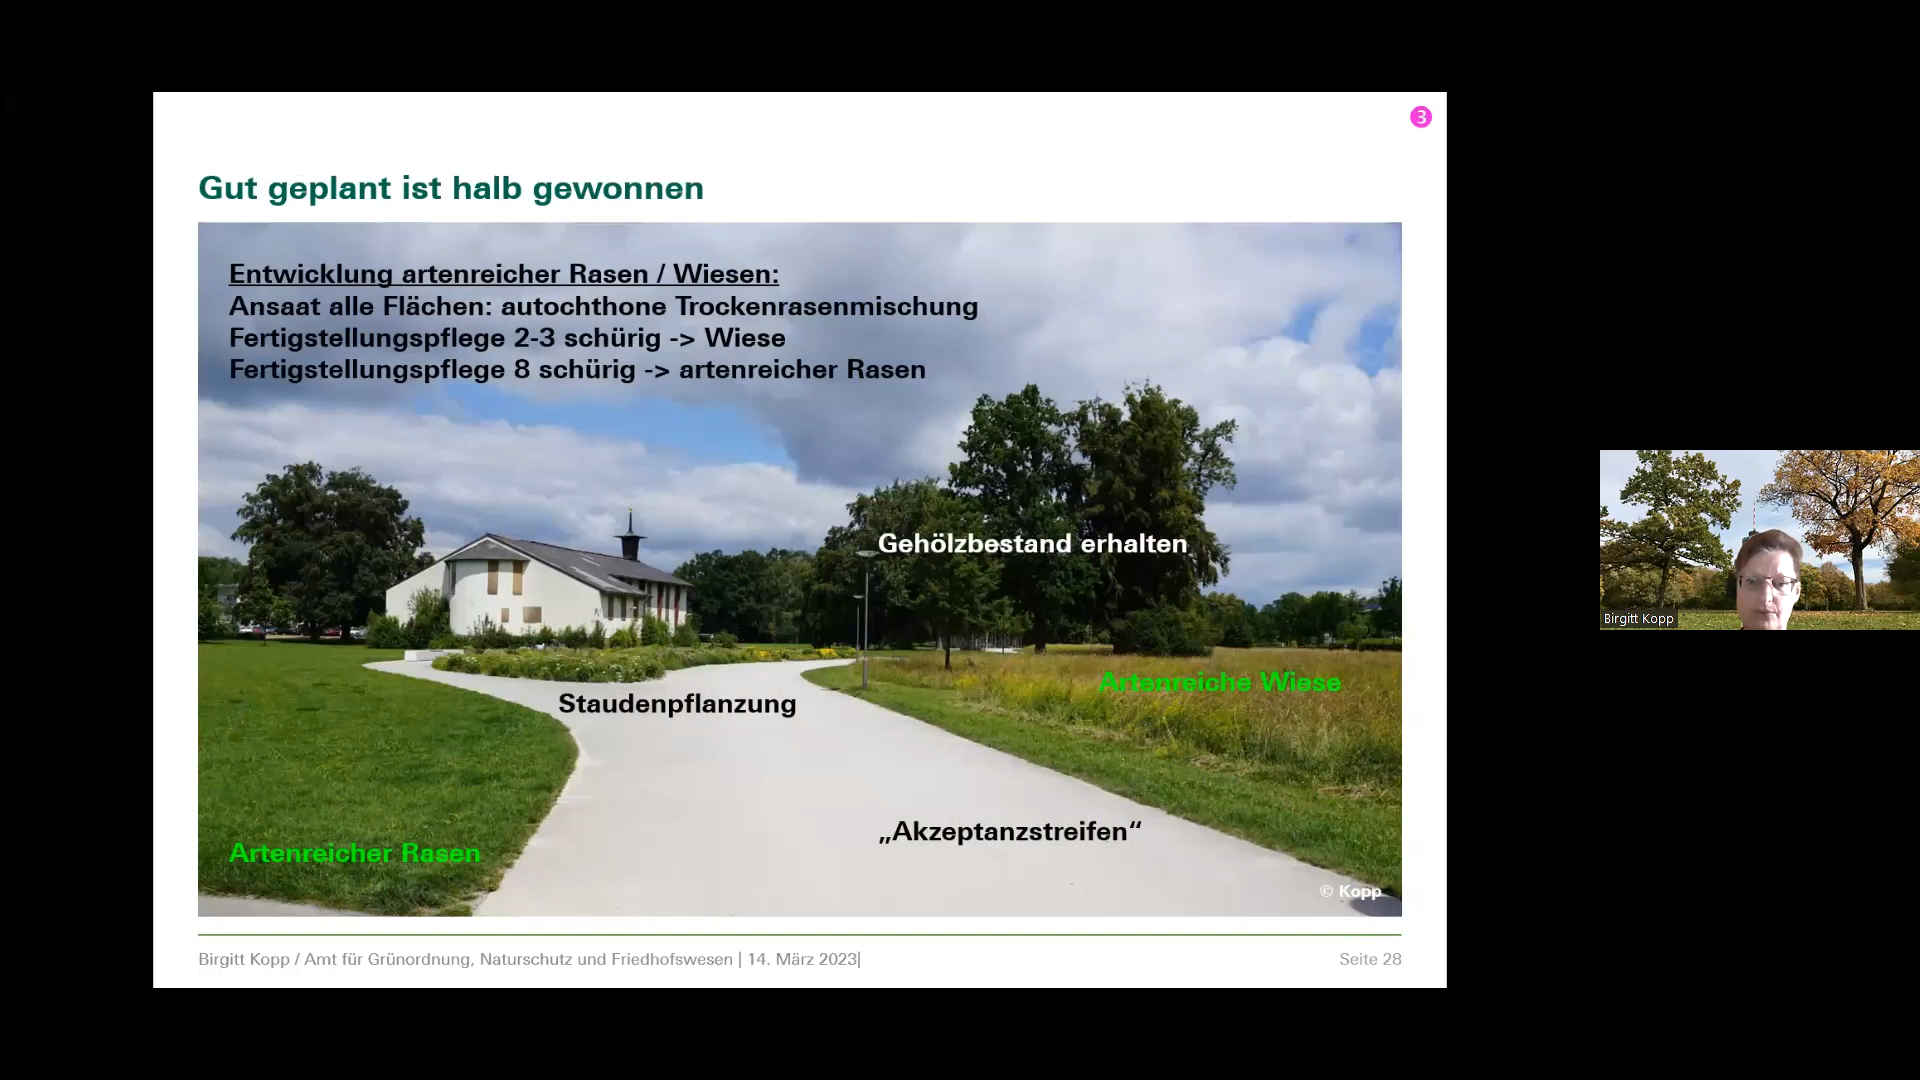 3
Gut geplant ist halb gewonnen
Entwicklung artenreicher Rasen / Wiesen:
Ansaat alle Flächen: autochthone Trockenrasenmischung
Fertigstellungspflege 2-3 schürig -> Wiese
Fertigstellungspflege 8 schürig -> artenreicher Rasen
Gehölzbestand erhalten
Birgitt Kopp
Artenreiche Wiese
Staudenpflanzung
„Akzeptanzstreifen“
Artenreicher Rasen
© Kopp
Birgitt Kopp / Amt für Grünordnung, Naturschutz und Friedhofswesen | 14. März 2023|
Seite 28